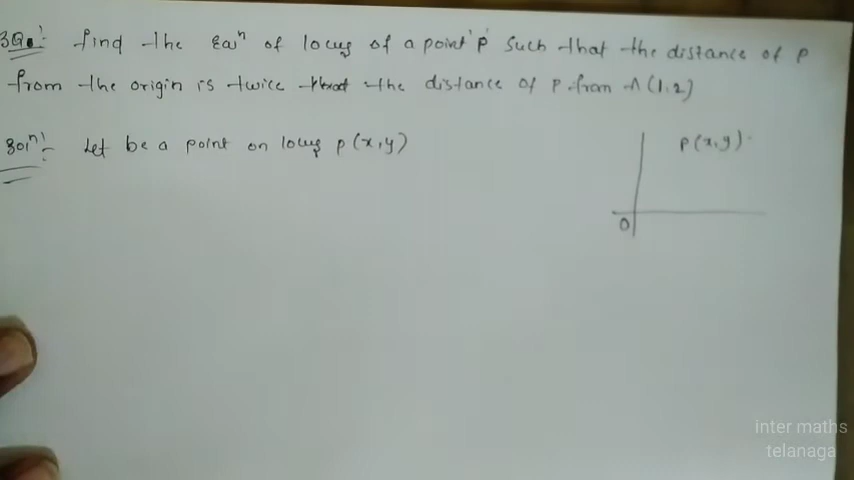 3Q: find the Eqⁿ of locus of a point 'P' such that the distance of P
from the origin is twice the distance of P from A(1,2)
Solⁿ:- Let be a point on locus P(x,y)
P(x,y).
0
inter maths
telanaga